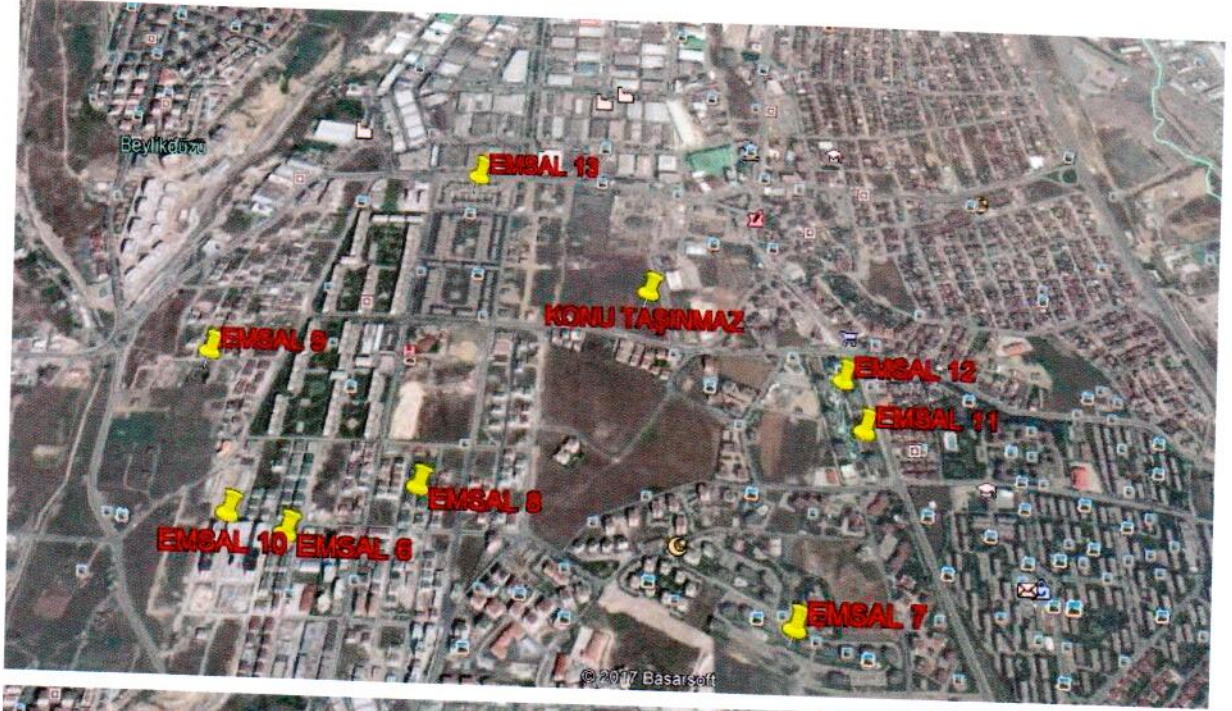 Beylikdüzü
EMSAL 13
KONU TAŞINMAZ
EMSAL 9
EMSAL 12
EMSAL 11
EMSAL 8
EMSAL 10
EMSAL 6
EMSAL 7
© 2017 Basarsoft